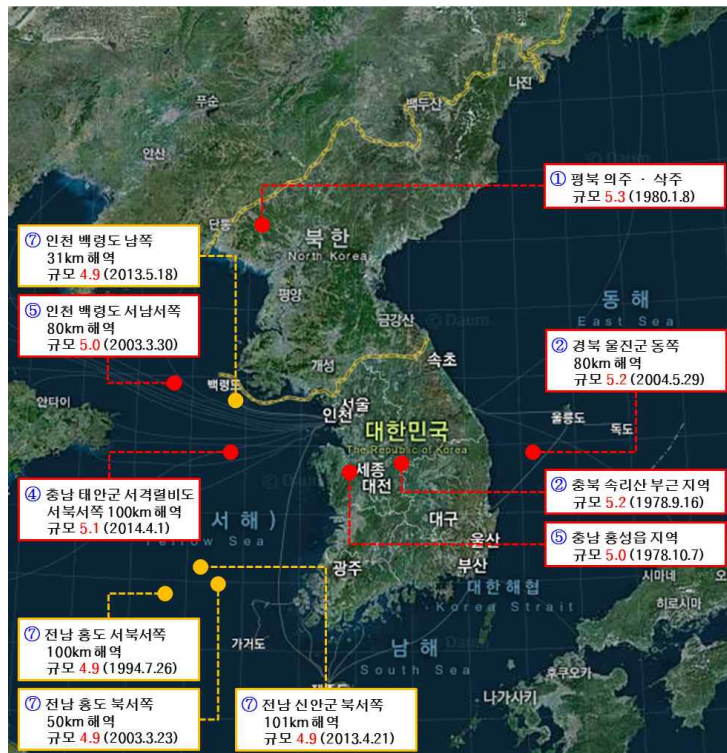 나진
백두산
푸순
안산
단둥
① 평북 의주 · 삭주
규모 5.3 (1980.1.8)
북한
North Korea
⑦ 인천 백령도 남쪽
31km 해역
규모 4.9 (2013.5.18)
평양
동해
East Sea
금강산
© Daum
⑤ 인천 백령도 서남서쪽
80km 해역
규모 5.0 (2003.3.30)
② 경북 울진군 동쪽
80km 해역
규모 5.2 (2004.5.29)
개성
속초
백령도
안타이
서울
인천
울릉도
독도
대한민국
The Republic of Korea
세종
대전
④ 충남 태안군 서격렬비도
서북서쪽 100km 해역
규모 5.1 (2014.4.1)
② 충북 속리산 부근 지역
규모 5.2 (1978.9.16)
대구
서해)
Yellow Sea
울산
⑤ 충남 홍성읍 지역
규모 5.0 (1978.10.7)
광주
부산
시마네
대한해협
Korea Strait
히로시마
⑦ 전남 홍도 서북서쪽
100km 해역
규모 4.9 (1994.7.26)
가거도
남해
South Sea
후쿠오카
나가사키
⑦ 전남 홍도 북서쪽
50km 해역
규모 4.9 (2003.3.23)
⑦ 전남 신안군 북서쪽
101km 해역
규모 4.9 (2013.4.21)